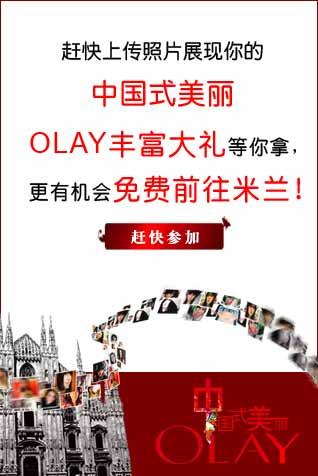 赶快上传照片展现你的
中国式美丽
OLAY丰富大礼等你拿,
更有机会免费前往米兰!
赶快参加
中国式美丽
OLAY